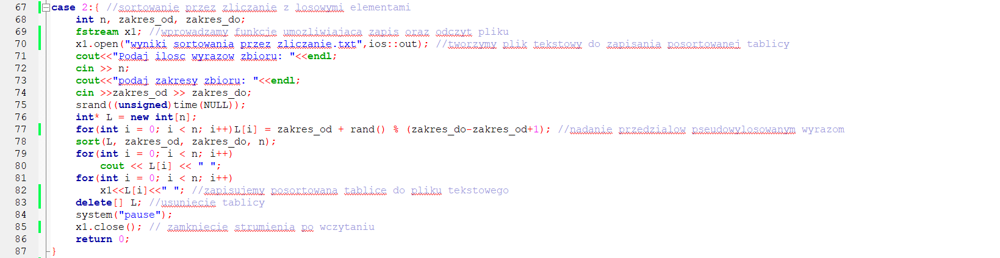 67 case 2:{ //sortowanie przez zliczanie z losowymi elementami
68 int n, zakres_od, zakres_do;
69 fstream x1; //wprowadzamy funkcje umozliwiajaca zapis oraz odczyt pliku
70 x1.open("wyniki sortowania przez zliczanie.txt",ios::out); //tworzymy plik tekstowy do zapisania posortowanej tablicy
71 cout<<"Podaj ilosc wyrazow zbioru: "<<endl;
72 cin >> n;
73 cout<<"podaj zakresy zbioru: "<<endl;
74 cin >>zakres_od >> zakres_do;
75 srand((unsigned)time(NULL));
76 int* L = new int[n];
77 for(int i = 0; i < n; i++)L[i] = zakres_od + rand() % (zakres_do-zakres_od+1); //nadanie przedzialow pseudowylosowanym wyrazom
78 sort(L, zakres_od, zakres_do, n);
79 for(int i = 0; i < n; i++)
80 cout << L[i] << " ";
81 for(int i = 0; i < n; i++)
82 x1<<L[i]<<" "; //zapisujemy posortowana tablice do pliku tekstowego
83 delete[] L; //usuniecie tablicy
84 system("pause");
85 x1.close(); // zamkniecie strumienia po wczytaniu
86 return 0;
87 }